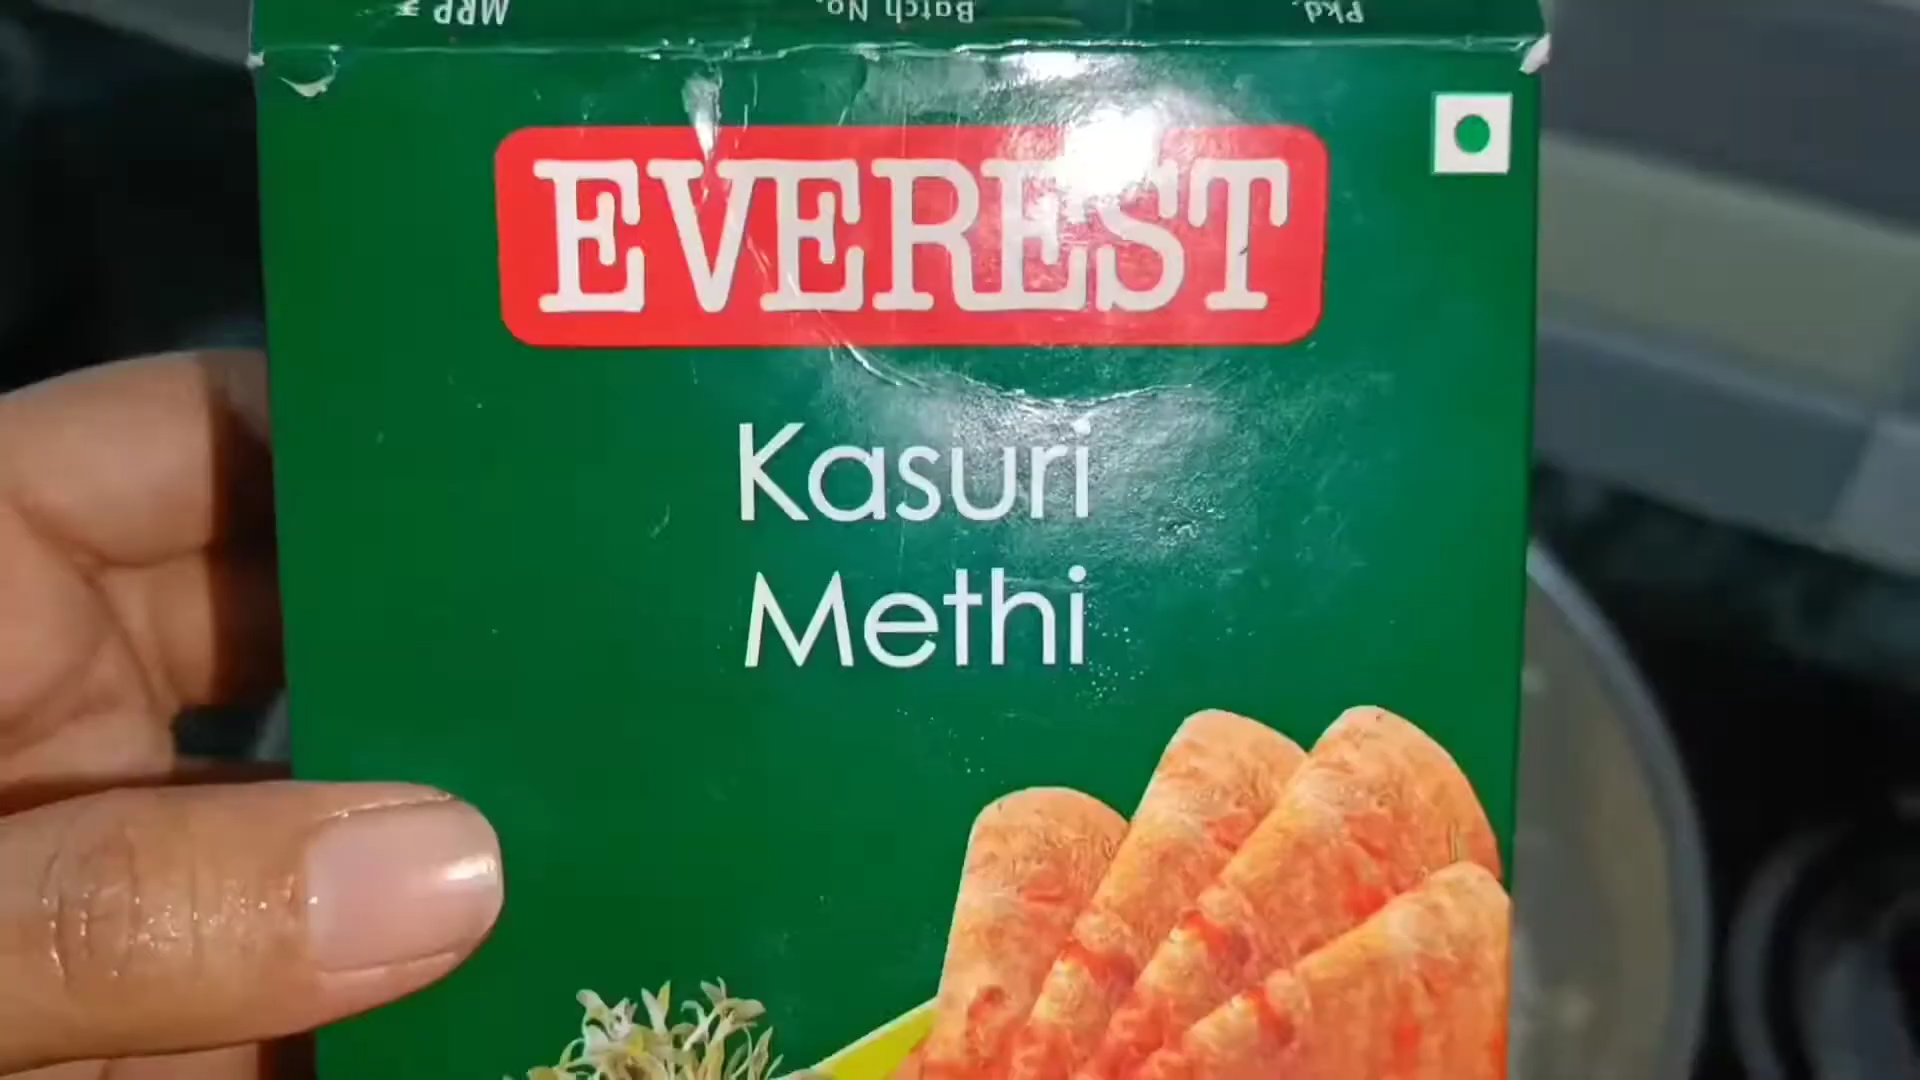 MRP ₹
Batch No.
Pkd.
EVEREST
Kasuri
Methi